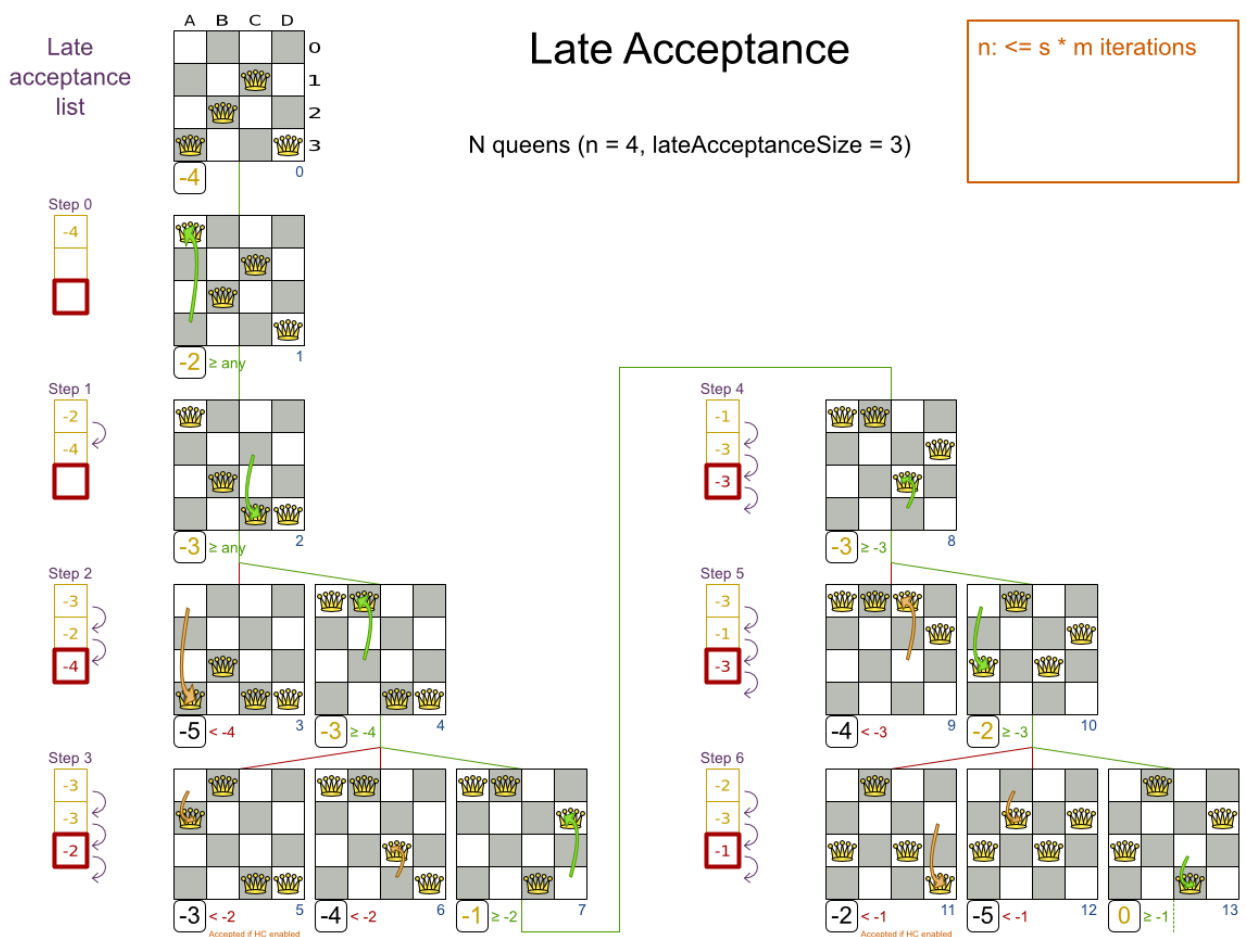 Late Acceptance
N queens (n = 4, lateAcceptanceSize = 3)
n: <= s * m iterations
Late
acceptance
list
A B C D
0
1
2
3
-4
0
Step 0
-4
-2 ≥ any
1
Step 1
-2
-4
-3 ≥ any
2
Step 2
-3
-2
-4
-5 < -4
3
-3 ≥ -4
4
Step 3
-3
-3
-2
-3 < -2
5
Accepted if HC enabled
-4 < -2
6
-1 ≥ -2
7
Step 4
-1
-3
-3
-3 ≥ -3
8
Step 5
-3
-1
-3
-4 < -3
9
-2 ≥ -3
10
Step 6
-2
-3
-1
-2 < -1
11
Accepted if HC enabled
-5 < -1
12
0 ≥ -1
13